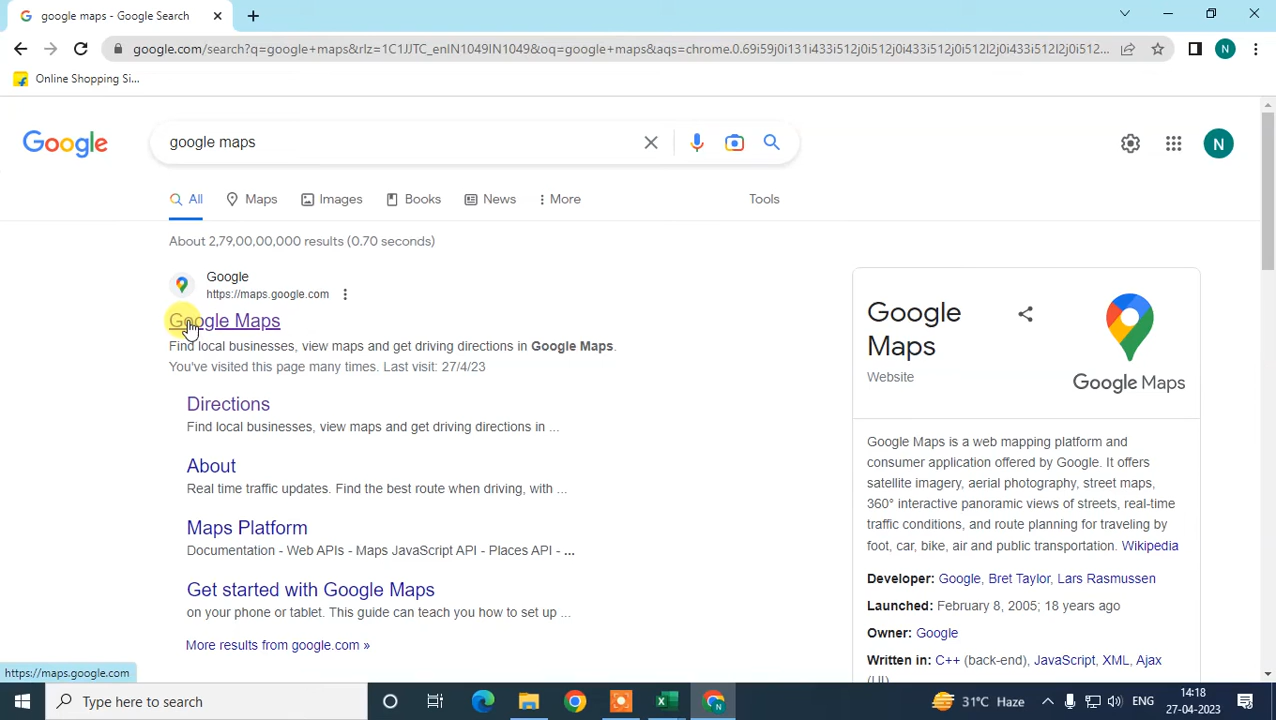 google maps - Google Search
google.com/search?q=google+maps&rlz=1C1JJTC_enIN1049IN1049&oq=google+maps&aqs=chrome.0.69i59j0i131i433i512j0i512j0i433i512l2j0i512j0i433i512l2j0i512...
N
Online Shopping Si...
Google
google maps
N
All
Maps
Images
Books
News
More
Tools
About 2,79,00,00,000 results (0.70 seconds)
Google
https://maps.google.com
Google Maps
Find local businesses, view maps and get driving directions in Google Maps.
You've visited this page many times. Last visit: 27/4/23
Directions
Find local businesses, view maps and get driving directions in ...
About
Real time traffic updates. Find the best route when driving, with ...
Maps Platform
Documentation - Web APIs - Maps JavaScript API - Places API - ...
Get started with Google Maps
on your phone or tablet. This guide can teach you how to set up ...
More results from google.com »
Google
Maps
Website
Google Maps
Google Maps is a web mapping platform and
consumer application offered by Google. It offers
satellite imagery, aerial photography, street maps,
360° interactive panoramic views of streets, real-time
traffic conditions, and route planning for traveling by
foot, car, bike, air and public transportation. Wikipedia
Developer: Google, Bret Taylor, Lars Rasmussen
Launched: February 8, 2005; 18 years ago
Owner: Google
Written in: C++ (back-end), JavaScript, XML, Ajax
(UI)
https://maps.google.com
Type here to search
31°C Haze
ENG
14:18
27-04-2023